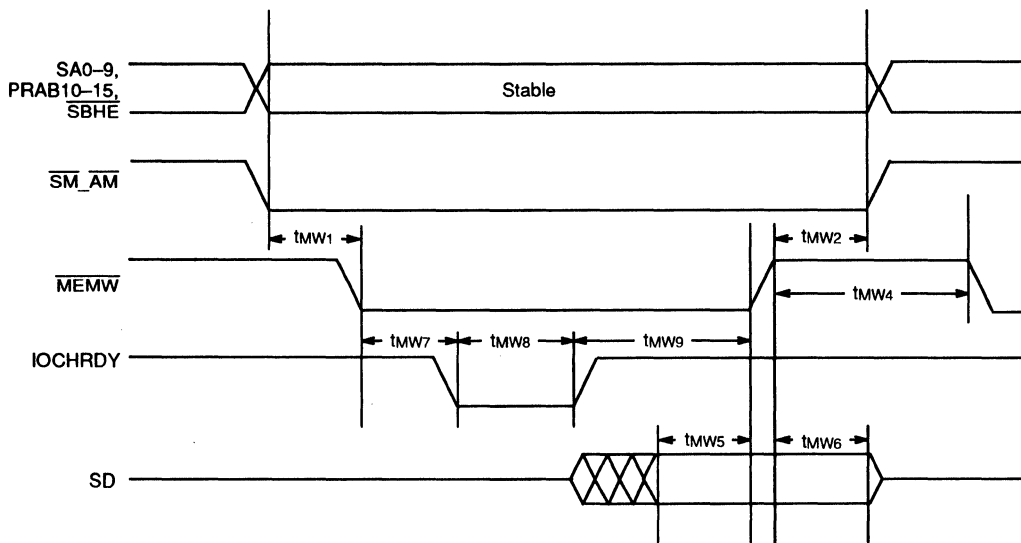 SA0–9,
PRAB10–15,
SBHE
Stable
SM_AM
tMW1
tMW2
MEMW
tMW4
tMW7
tMW8
tMW9
IOCHRDY
tMW5
tMW6
SD